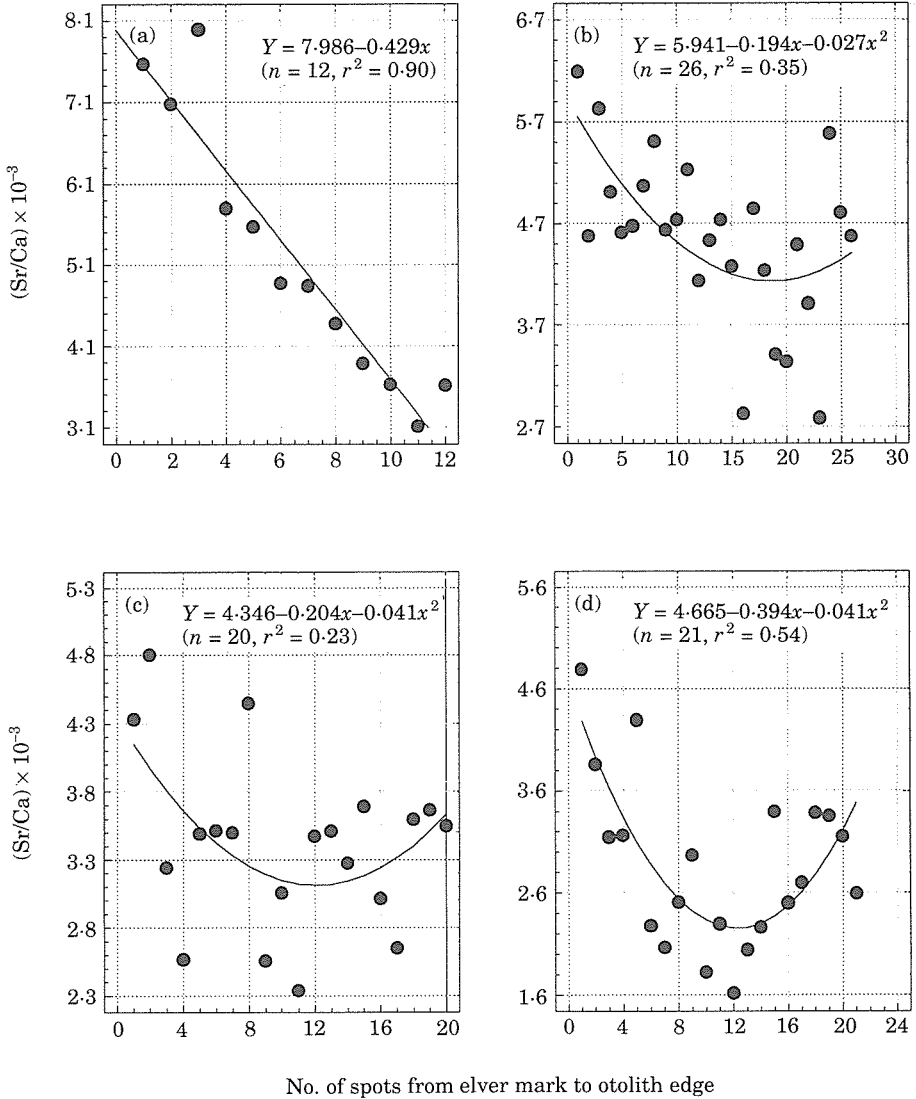 (Sr/Ca) × 10⁻³
(a)
Y = 7·986–0·429x
(n = 12, r² = 0·90)
8·1
7·1
6·1
5·1
4·1
3·1
0 2 4 6 8 10 12
(b)
Y = 5·941–0·194x–0·027x²
(n = 26, r² = 0·35)
6·7
5·7
4·7
3·7
2·7
0 5 10 15 20 25 30
(Sr/Ca) × 10⁻³
(c)
Y = 4·346–0·204x–0·041x²
(n = 20, r² = 0·23)
5·3
4·8
4·3
3·8
3·3
2·8
2·3
0 4 8 12 16 20
(d)
Y = 4·665–0·394x–0·041x²
(n = 21, r² = 0·54)
5·6
4·6
3·6
2·6
1·6
0 4 8 12 16 20 24
No. of spots from elver mark to otolith edge